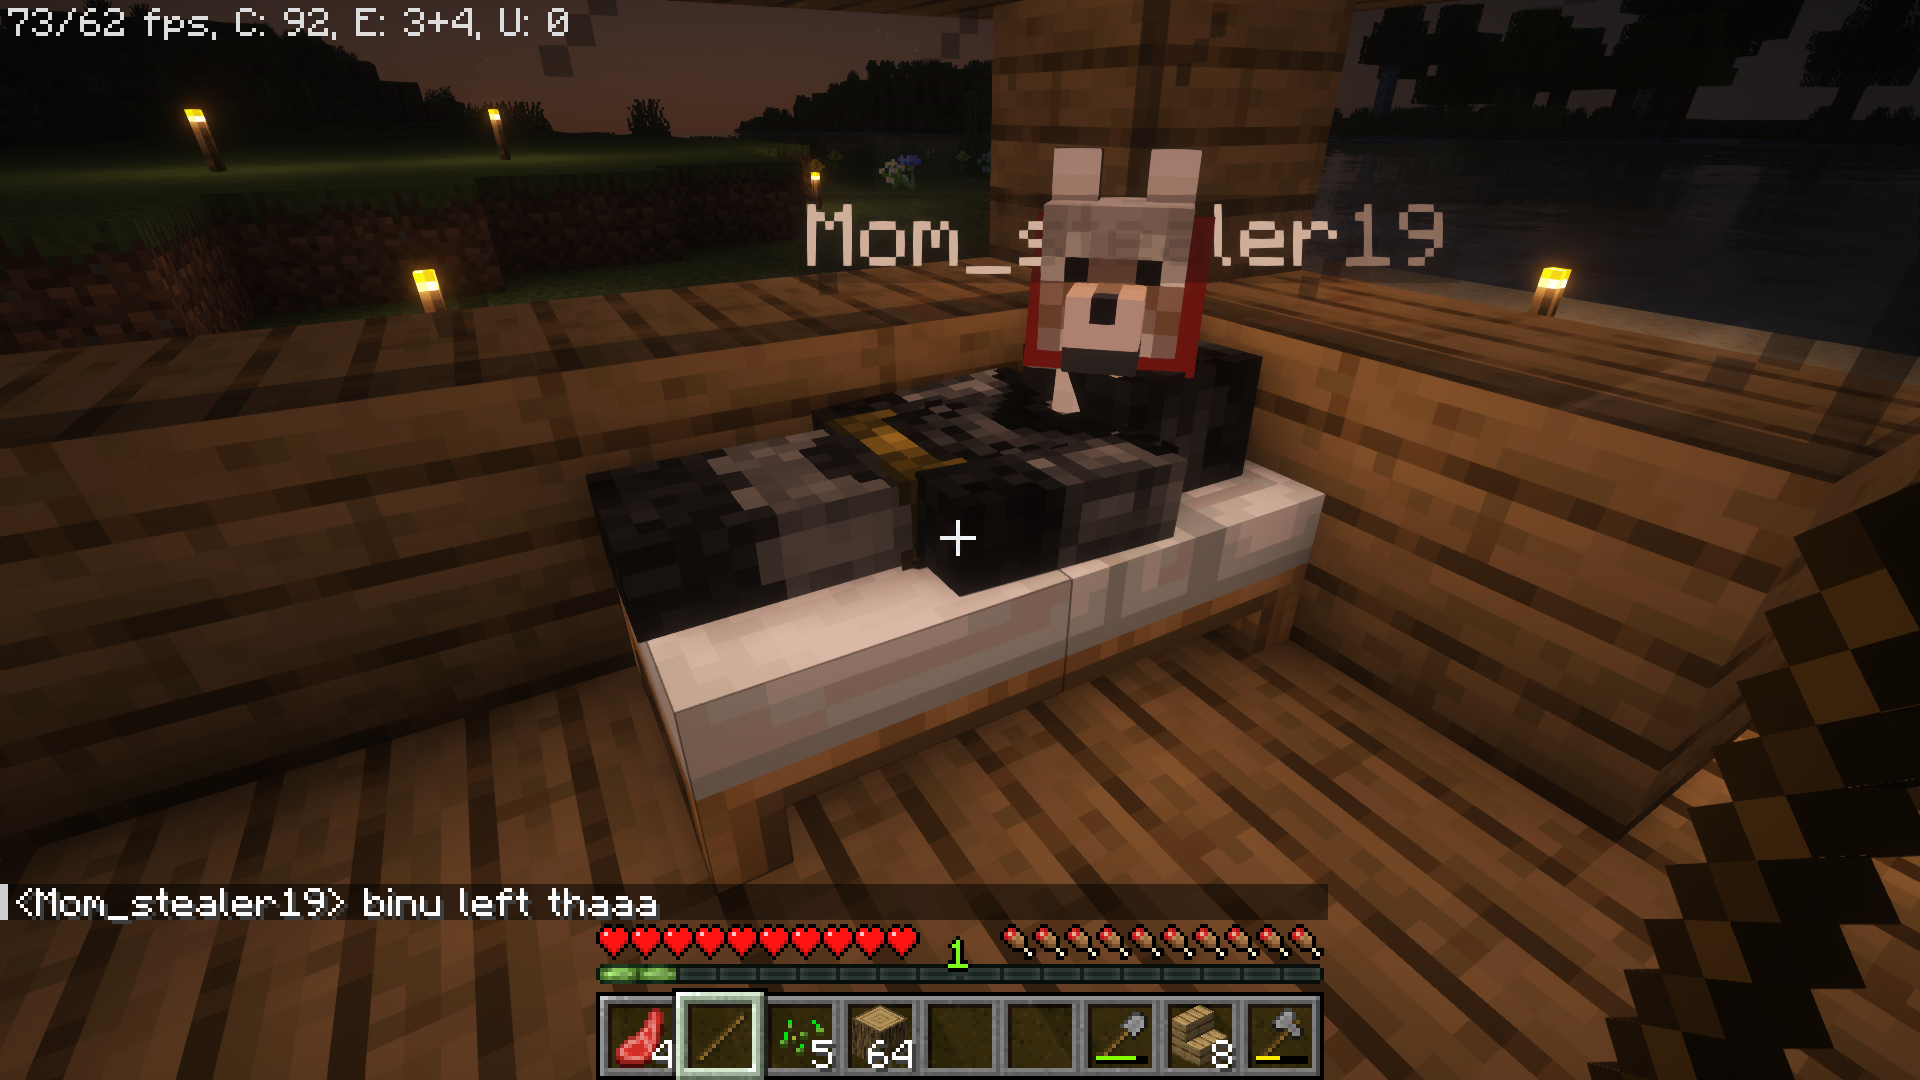 73/62 fps, C: 92, E: 3+4, U: 0
Mom_s  ler19
<Mom_stealer19> binu left thaaa
1
4 5 64 8